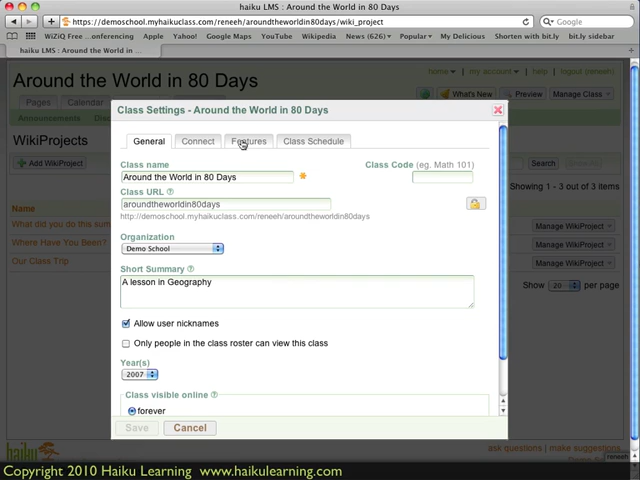 haiku LMS : Around the World in 80 Days
https://demoschool.myhaikuclass.com/reneeh/aroundtheworldin80days/wiki_project
Google
WiZiQ Free ...onferencing
Apple
Yahoo!
Google Maps
YouTube
Wikipedia
News (626)
Popular
My Delicious
Shorten with bit.ly
bit.ly sidebar
haiku LMS : Around the World in ...
Around the World in 80 Days
home
my account
help
logout (reneeh)
Pages
Calendar
What's New
Preview
Manage Class
Announcements
WikiProjects
Add WikiProject
Search
Showing 1 - 3 out of 3 items
Name
What did you do this sum
Where Have You Been?
Our Class Trip
Manage WikiProject
Manage WikiProject
Manage WikiProject
Show 20 per page
Class Settings - Around the World in 80 Days
General
Connect
Features
Class Schedule
Class name
Class Code (eg. Math 101)
Around the World in 80 Days
Class URL
aroundtheworldin80days
http://demoschool.myhaikuclass.com/reneeh/aroundtheworldin80days
Organization
Demo School
Short Summary
A lesson in Geography
Allow user nicknames
Only people in the class roster can view this class
Year(s)
2007
Class visible online
forever
Save
Cancel
haiku
ask questions
make suggestions
reneeh
Copyright 2010 Haiku Learning www.haikulearning.com